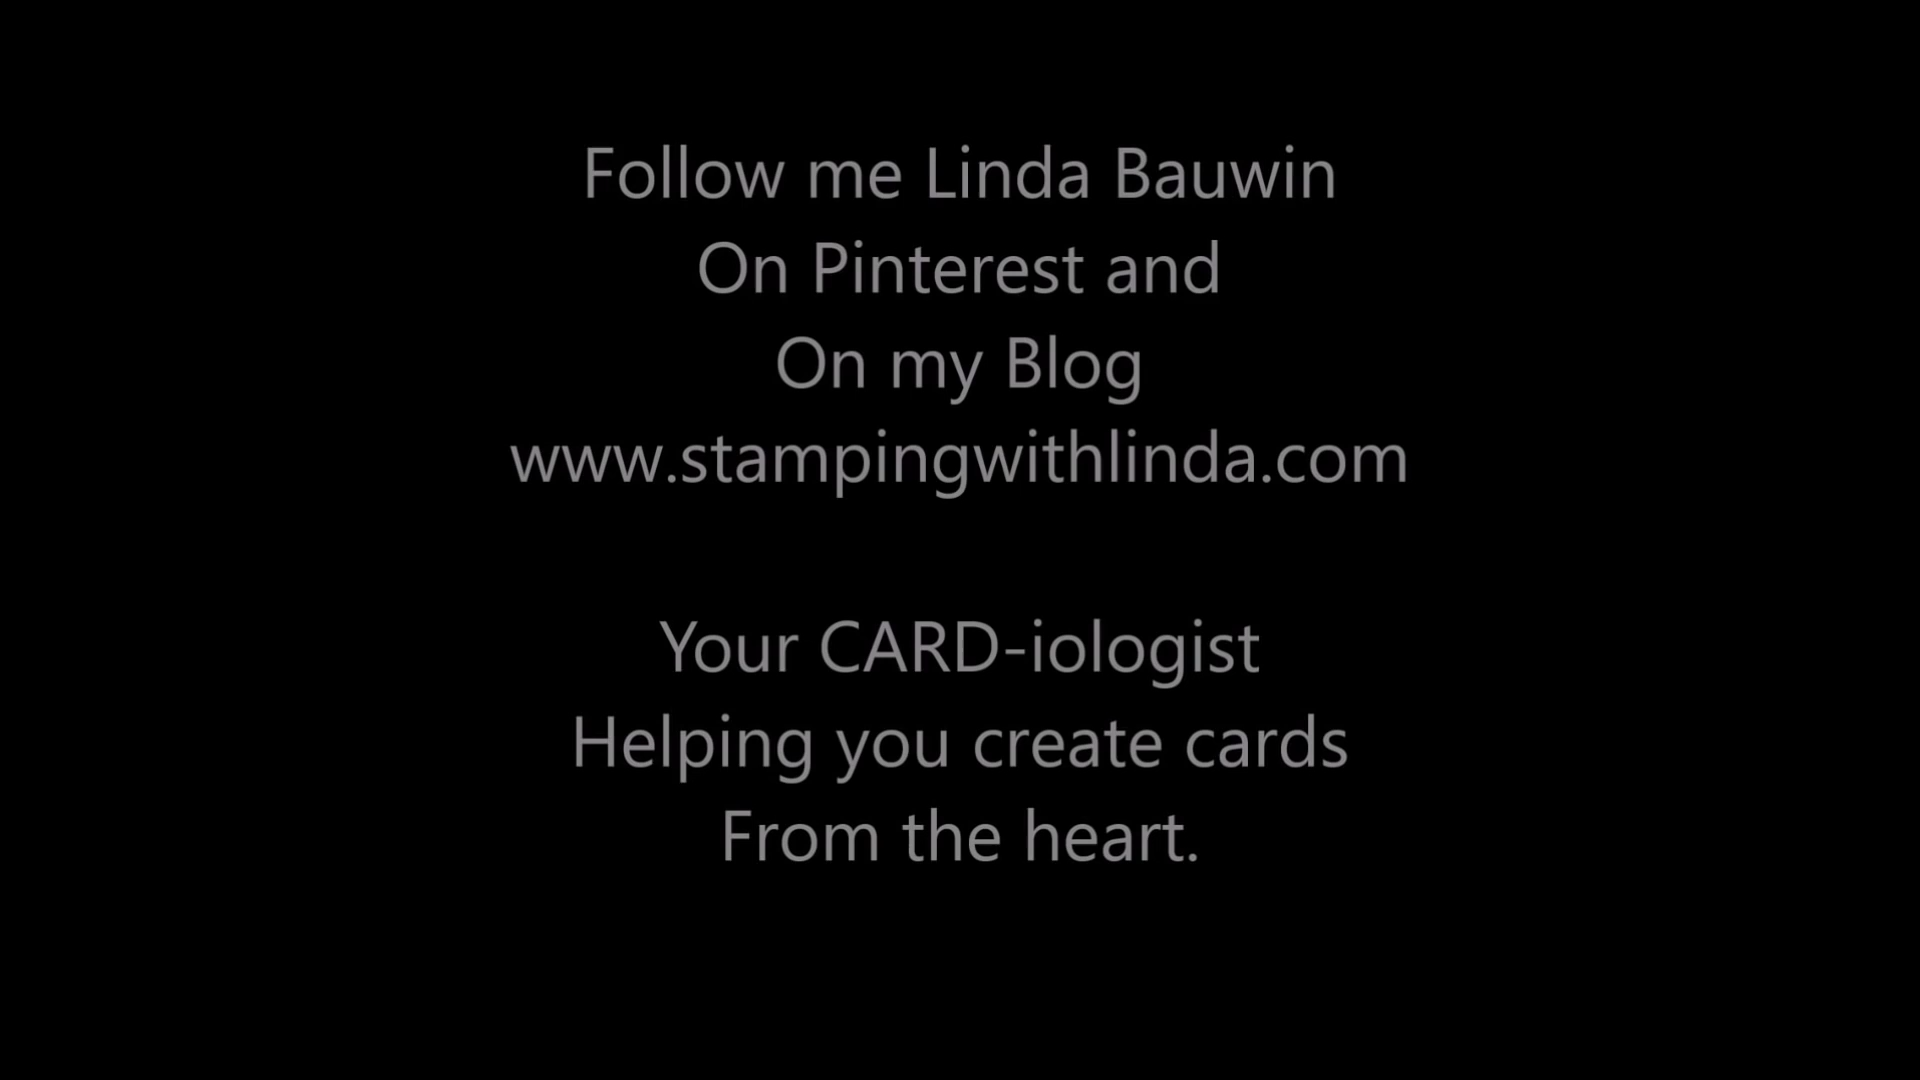 Follow me Linda Bauwin
On Pinterest and
On my Blog
www.stampingwithlinda.com
Your CARD-iologist
Helping you create cards
From the heart.